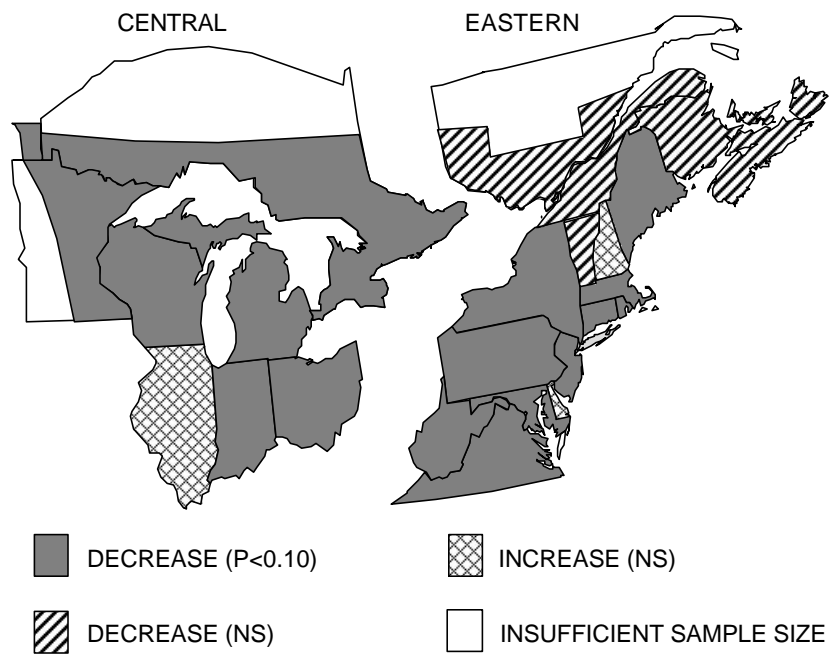 CENTRAL
EASTERN
DECREASE (P<0.10)
INCREASE (NS)
DECREASE (NS)
INSUFFICIENT SAMPLE SIZE